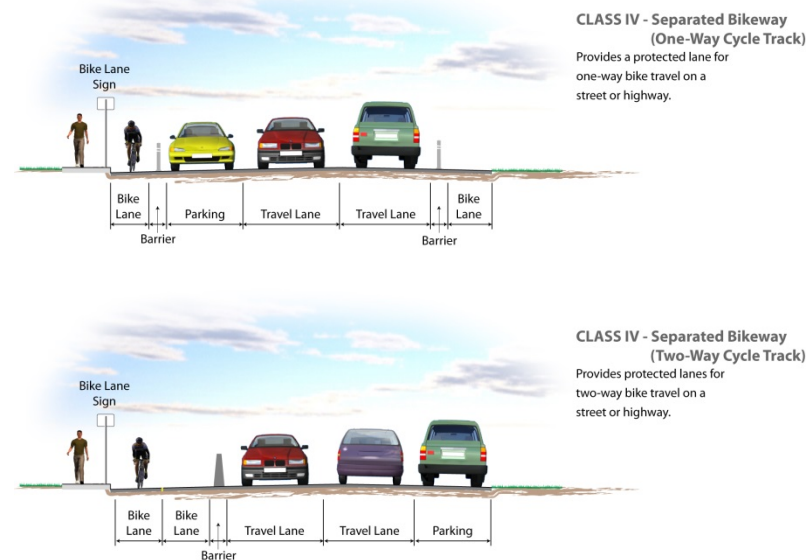 CLASS IV - Separated Bikeway
(One-Way Cycle Track)
Provides a protected lane for
one-way bike travel on a
street or highway.
Bike Lane
Sign
Bike
Lane
Parking
Travel Lane
Travel Lane
Bike
Lane
Barrier
Barrier
CLASS IV - Separated Bikeway
(Two-Way Cycle Track)
Provides protected lanes for
two-way bike travel on a
street or highway.
Bike Lane
Sign
Bike
Lane
Bike
Lane
Travel Lane
Travel Lane
Parking
Barrier